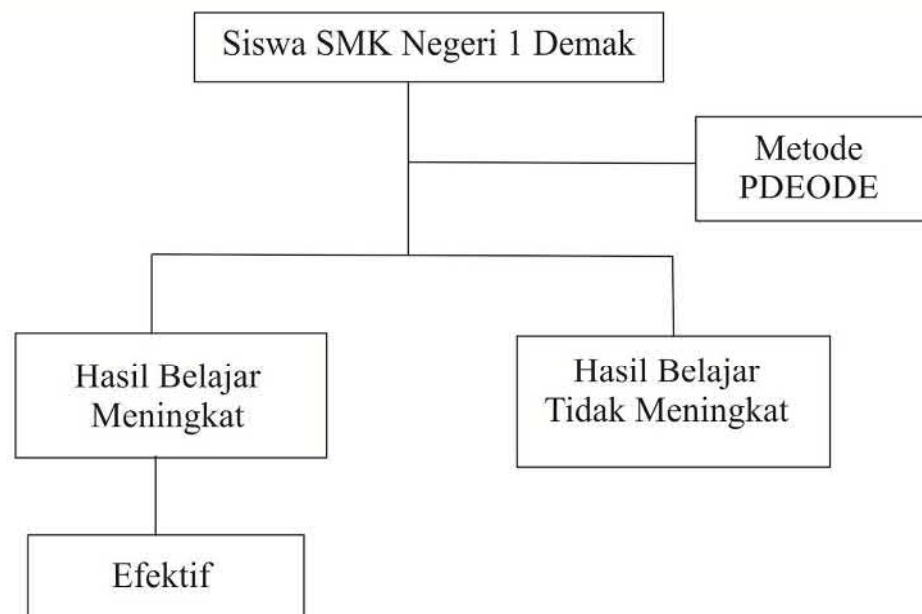 Siswa SMK Negeri 1 Demak
Metode
PDEODE
Hasil Belajar
Meningkat
Hasil Belajar
Tidak Meningkat
Efektif